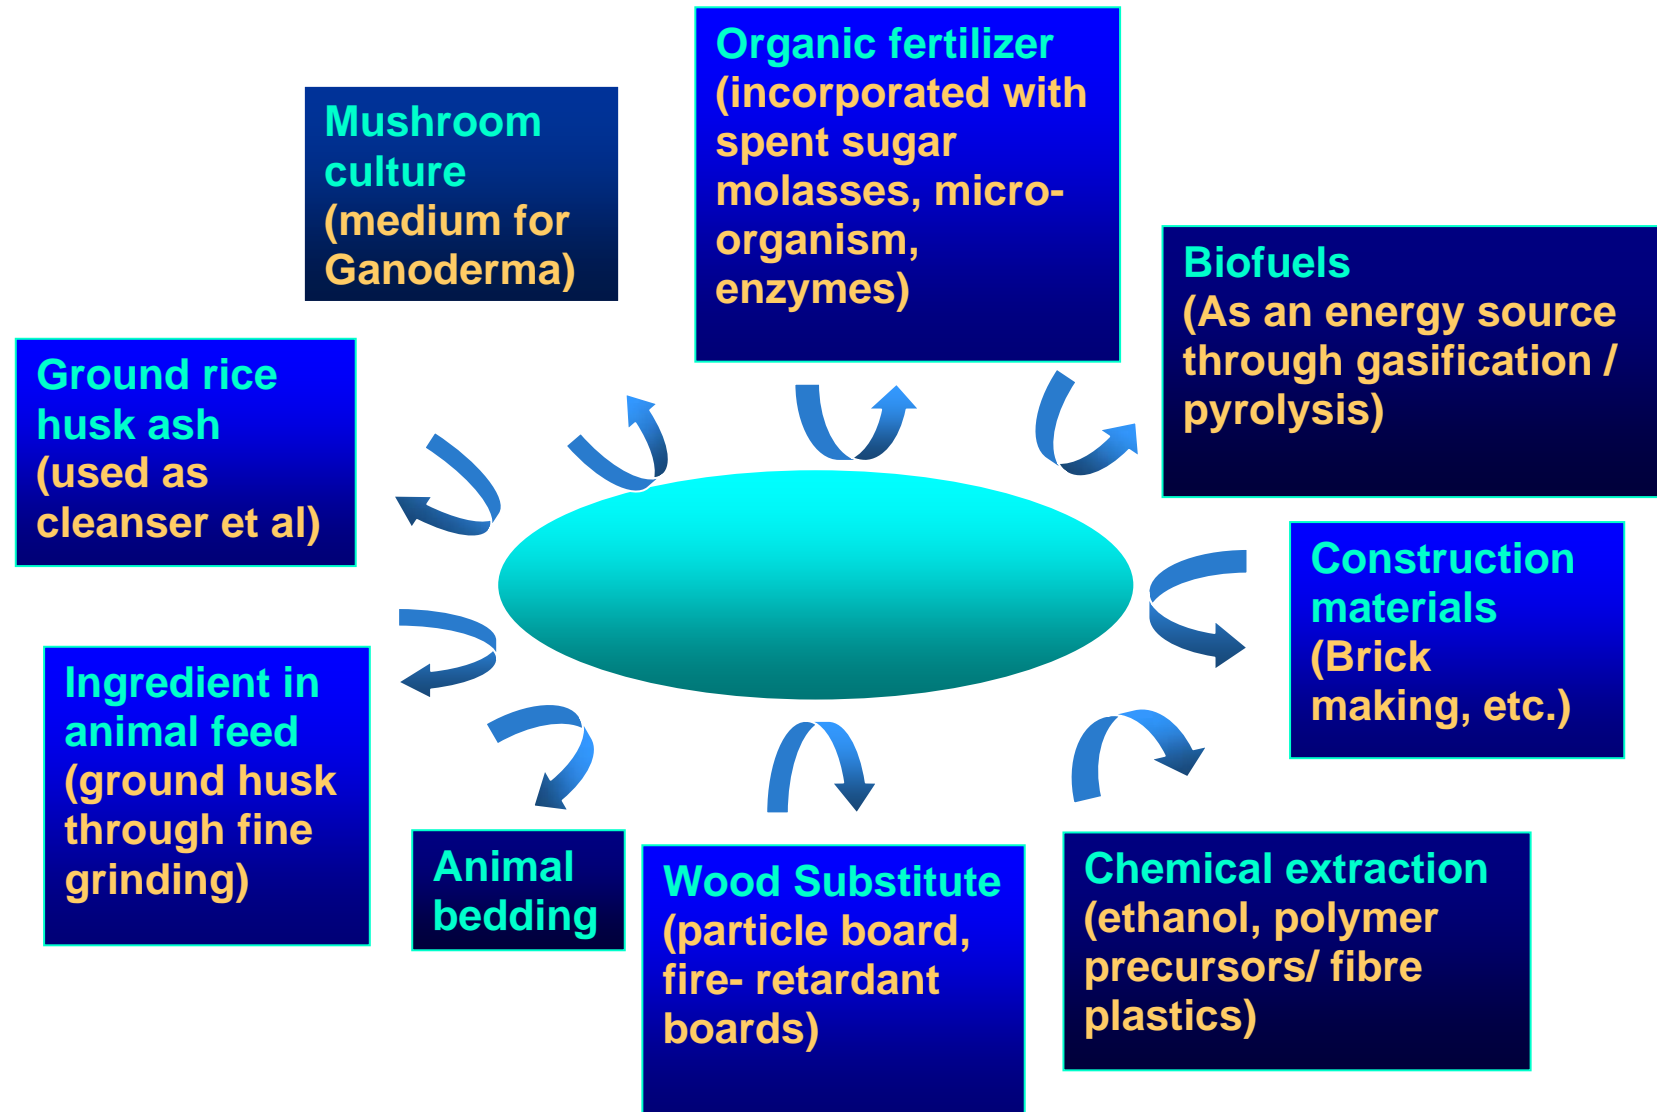 Organic fertilizer
(incorporated with
spent sugar
molasses, micro-
organism,
enzymes)
Mushroom
culture
(medium for
Ganoderma)
Biofuels
(As an energy source
through gasification /
pyrolysis)
Ground rice
husk ash
(used as
cleanser et al)
Construction
materials
(Brick
making, etc.)
Ingredient in
animal feed
(ground husk
through fine
grinding)
Animal
bedding
Wood Substitute
(particle board,
fire- retardant
boards)
Chemical extraction
(ethanol, polymer
precursors/ fibre
plastics)